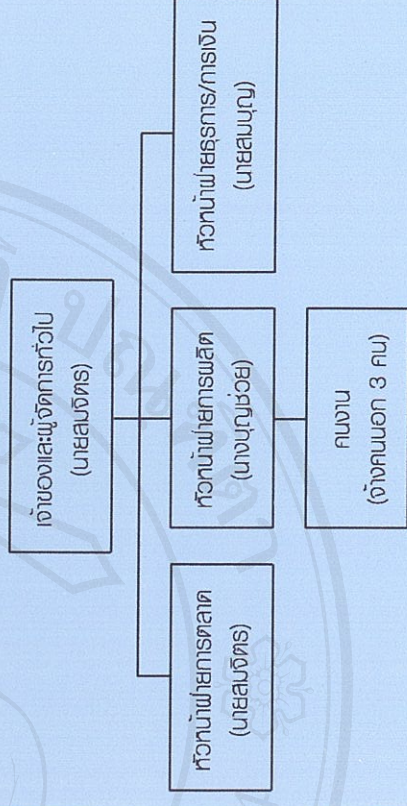 เจ้าของและผู้จัดการทั่วไป
(นายสมจิตร)
หัวหน้าฝ่ายการตลาด
(นายสมจิตร)
หัวหน้าฝ่ายการผลิต
(นางบุญช่วย)
หัวหน้าฝ่ายธุรการ/การเงิน
(นายสมบุญ)
คนงาน
(จ้างคนนอก 3 คน)